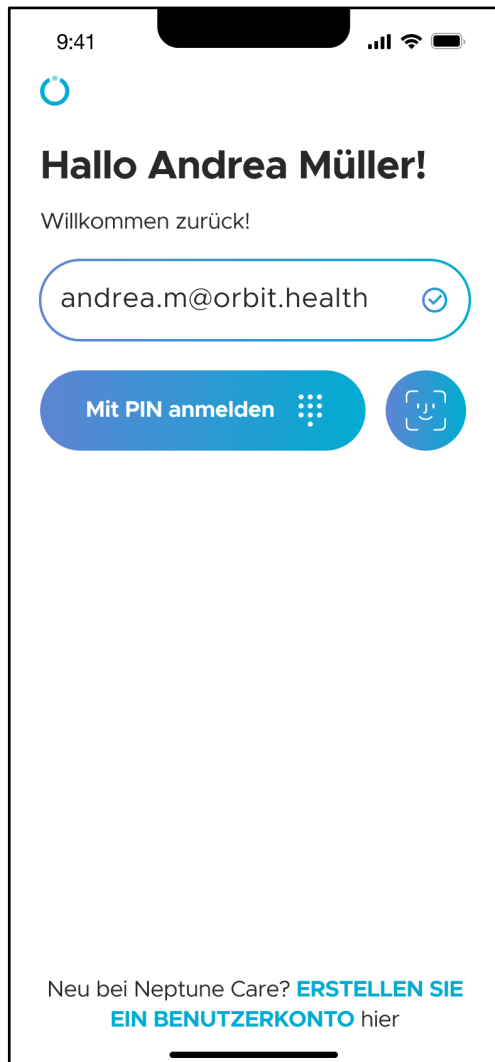 9:41
Hallo Andrea Müller!
Willkommen zurück!
andrea.m@orbit.health
Mit PIN anmelden
Neu bei Neptune Care? ERSTELLEN SIE
EIN BENUTZERKONTO hier